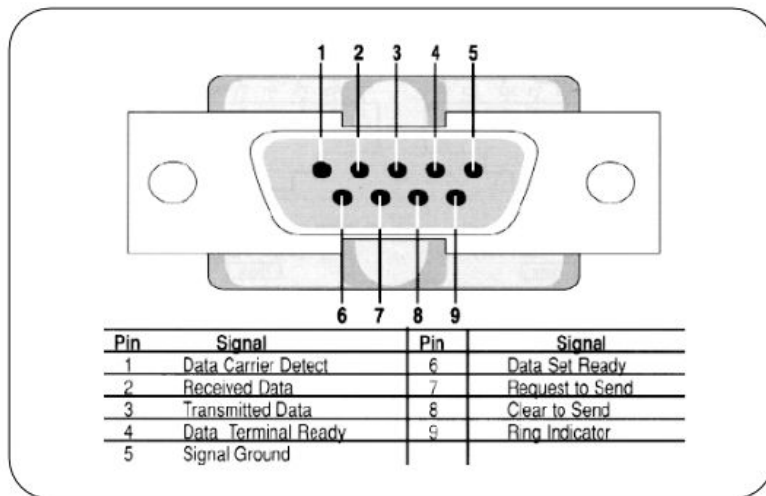 1 2 3 4 5
6 7 8 9
Pin Signal Pin Signal
1 Data Carrier Detect 6 Data Set Ready
2 Received Data 7 Request to Send
3 Transmitted Data 8 Clear to Send
4 Data Terminal Ready 9 Ring Indicator
5 Signal Ground